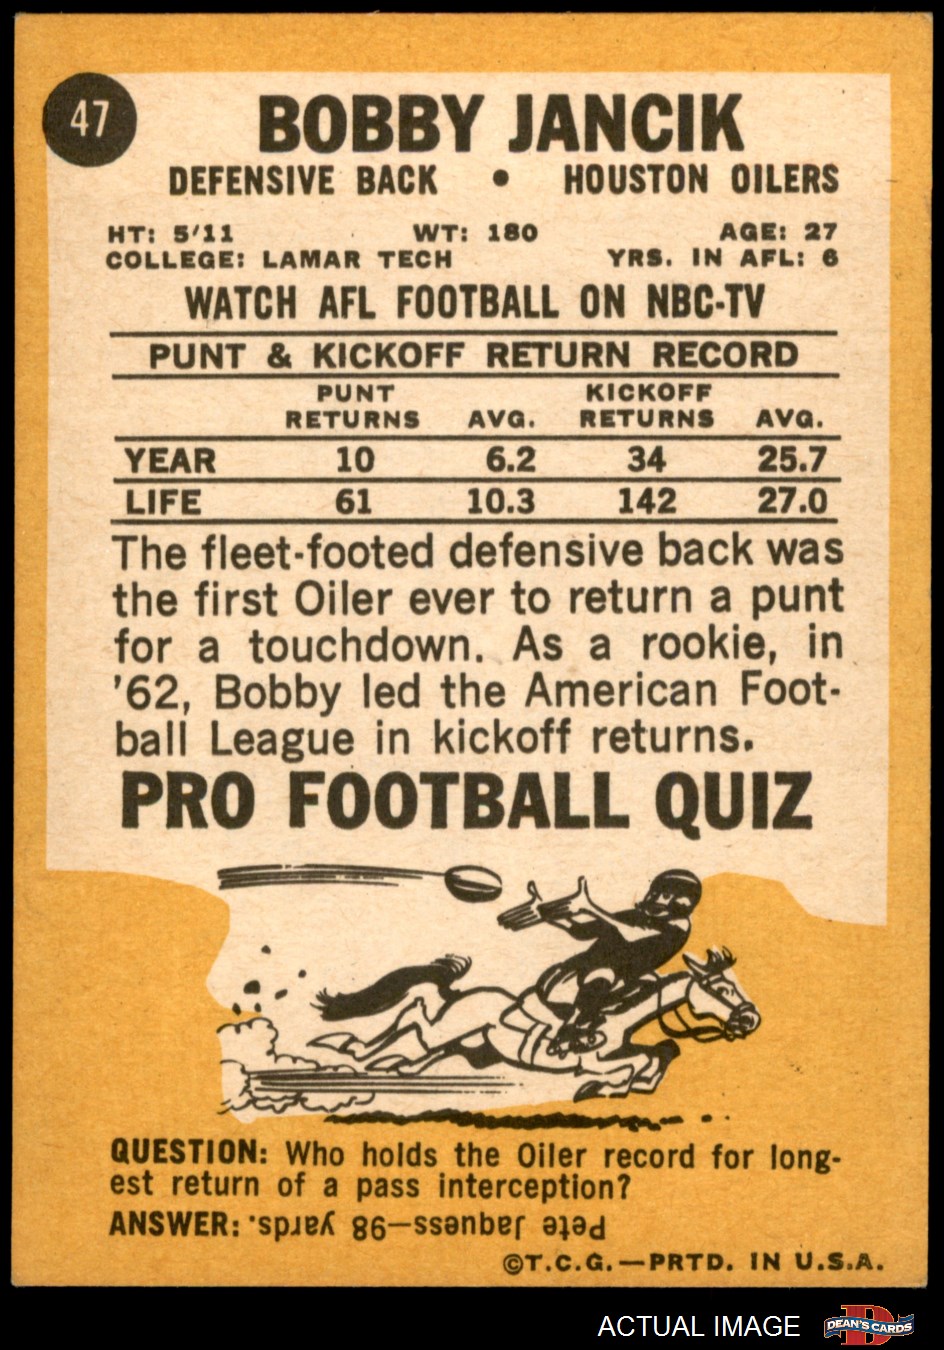 47
BOBBY JANCIK
DEFENSIVE BACK • HOUSTON OILERS
HT: 5'11 WT: 180 AGE: 27
COLLEGE: LAMAR TECH YRS. IN AFL: 6
WATCH AFL FOOTBALL ON NBC-TV
PUNT & KICKOFF RETURN RECORD
PUNT KICKOFF
RETURNS AVG. RETURNS AVG.
YEAR 10 6.2 34 25.7
LIFE 61 10.3 142 27.0
The fleet-footed defensive back was
the first Oiler ever to return a punt
for a touchdown. As a rookie, in
'62, Bobby led the American Foot-
ball League in kickoff returns.
PRO FOOTBALL QUIZ
QUESTION: Who holds the Oiler record for long-
est return of a pass interception?
ANSWER: Pete Jaquess—98 yards.
©T.C.G.—PRTD. IN U.S.A.
ACTUAL IMAGE DEAN'S CARDS